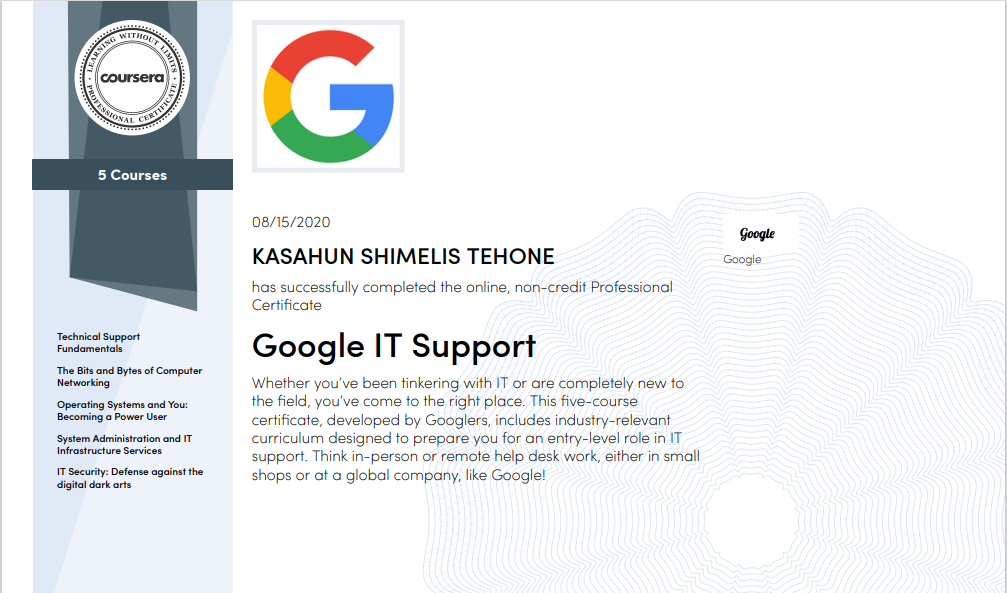 LEARNING WITHOUT LIMITS
coursera
PROFESSIONAL CERTIFICATE
5 Courses
Technical Support
Fundamentals
The Bits and Bytes of Computer
Networking
Operating Systems and You:
Becoming a Power User
System Administration and IT
Infrastructure Services
IT Security: Defense against the
digital dark arts
08/15/2020
KASAHUN SHIMELIS TEHONE
has successfully completed the online, non-credit Professional
Certificate
Google IT Support
Whether you've been tinkering with IT or are completely new to
the field, you've come to the right place. This five-course
certificate, developed by Googlers, includes industry-relevant
curriculum designed to prepare you for an entry-level role in IT
support. Think in-person or remote help desk work, either in small
shops or at a global company, like Google!
Google
Google